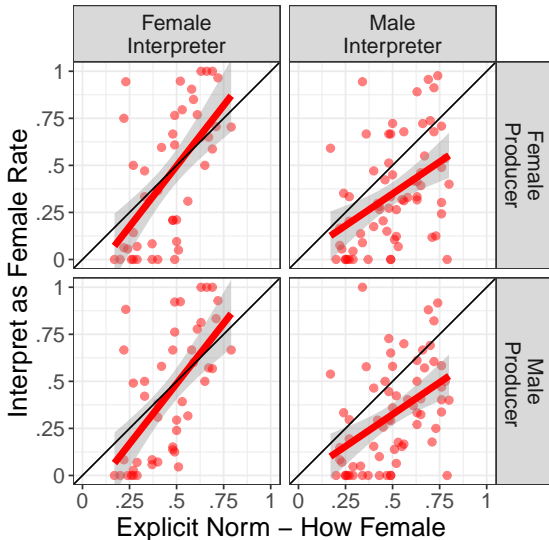 Female
Interpreter
Male
Interpreter
Interpret as Female Rate
1
.75
.5
.25
0
Female
Producer
1
.75
.5
.25
0
Male
Producer
0 .25 .5 .75 1
0 .25 .5 .75 1
Explicit Norm − How Female